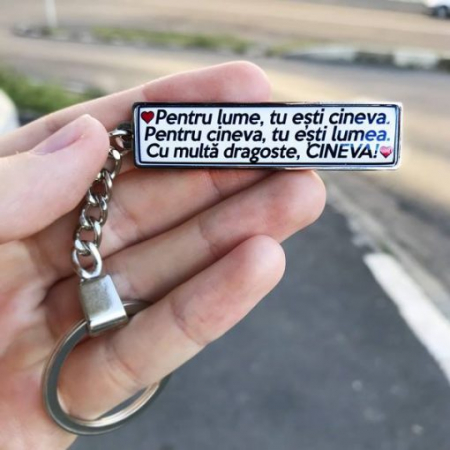 Pentru lume, tu ești cineva.
Pentru cineva, tu ești lumea.
Cu multă dragoste, CINEVA!